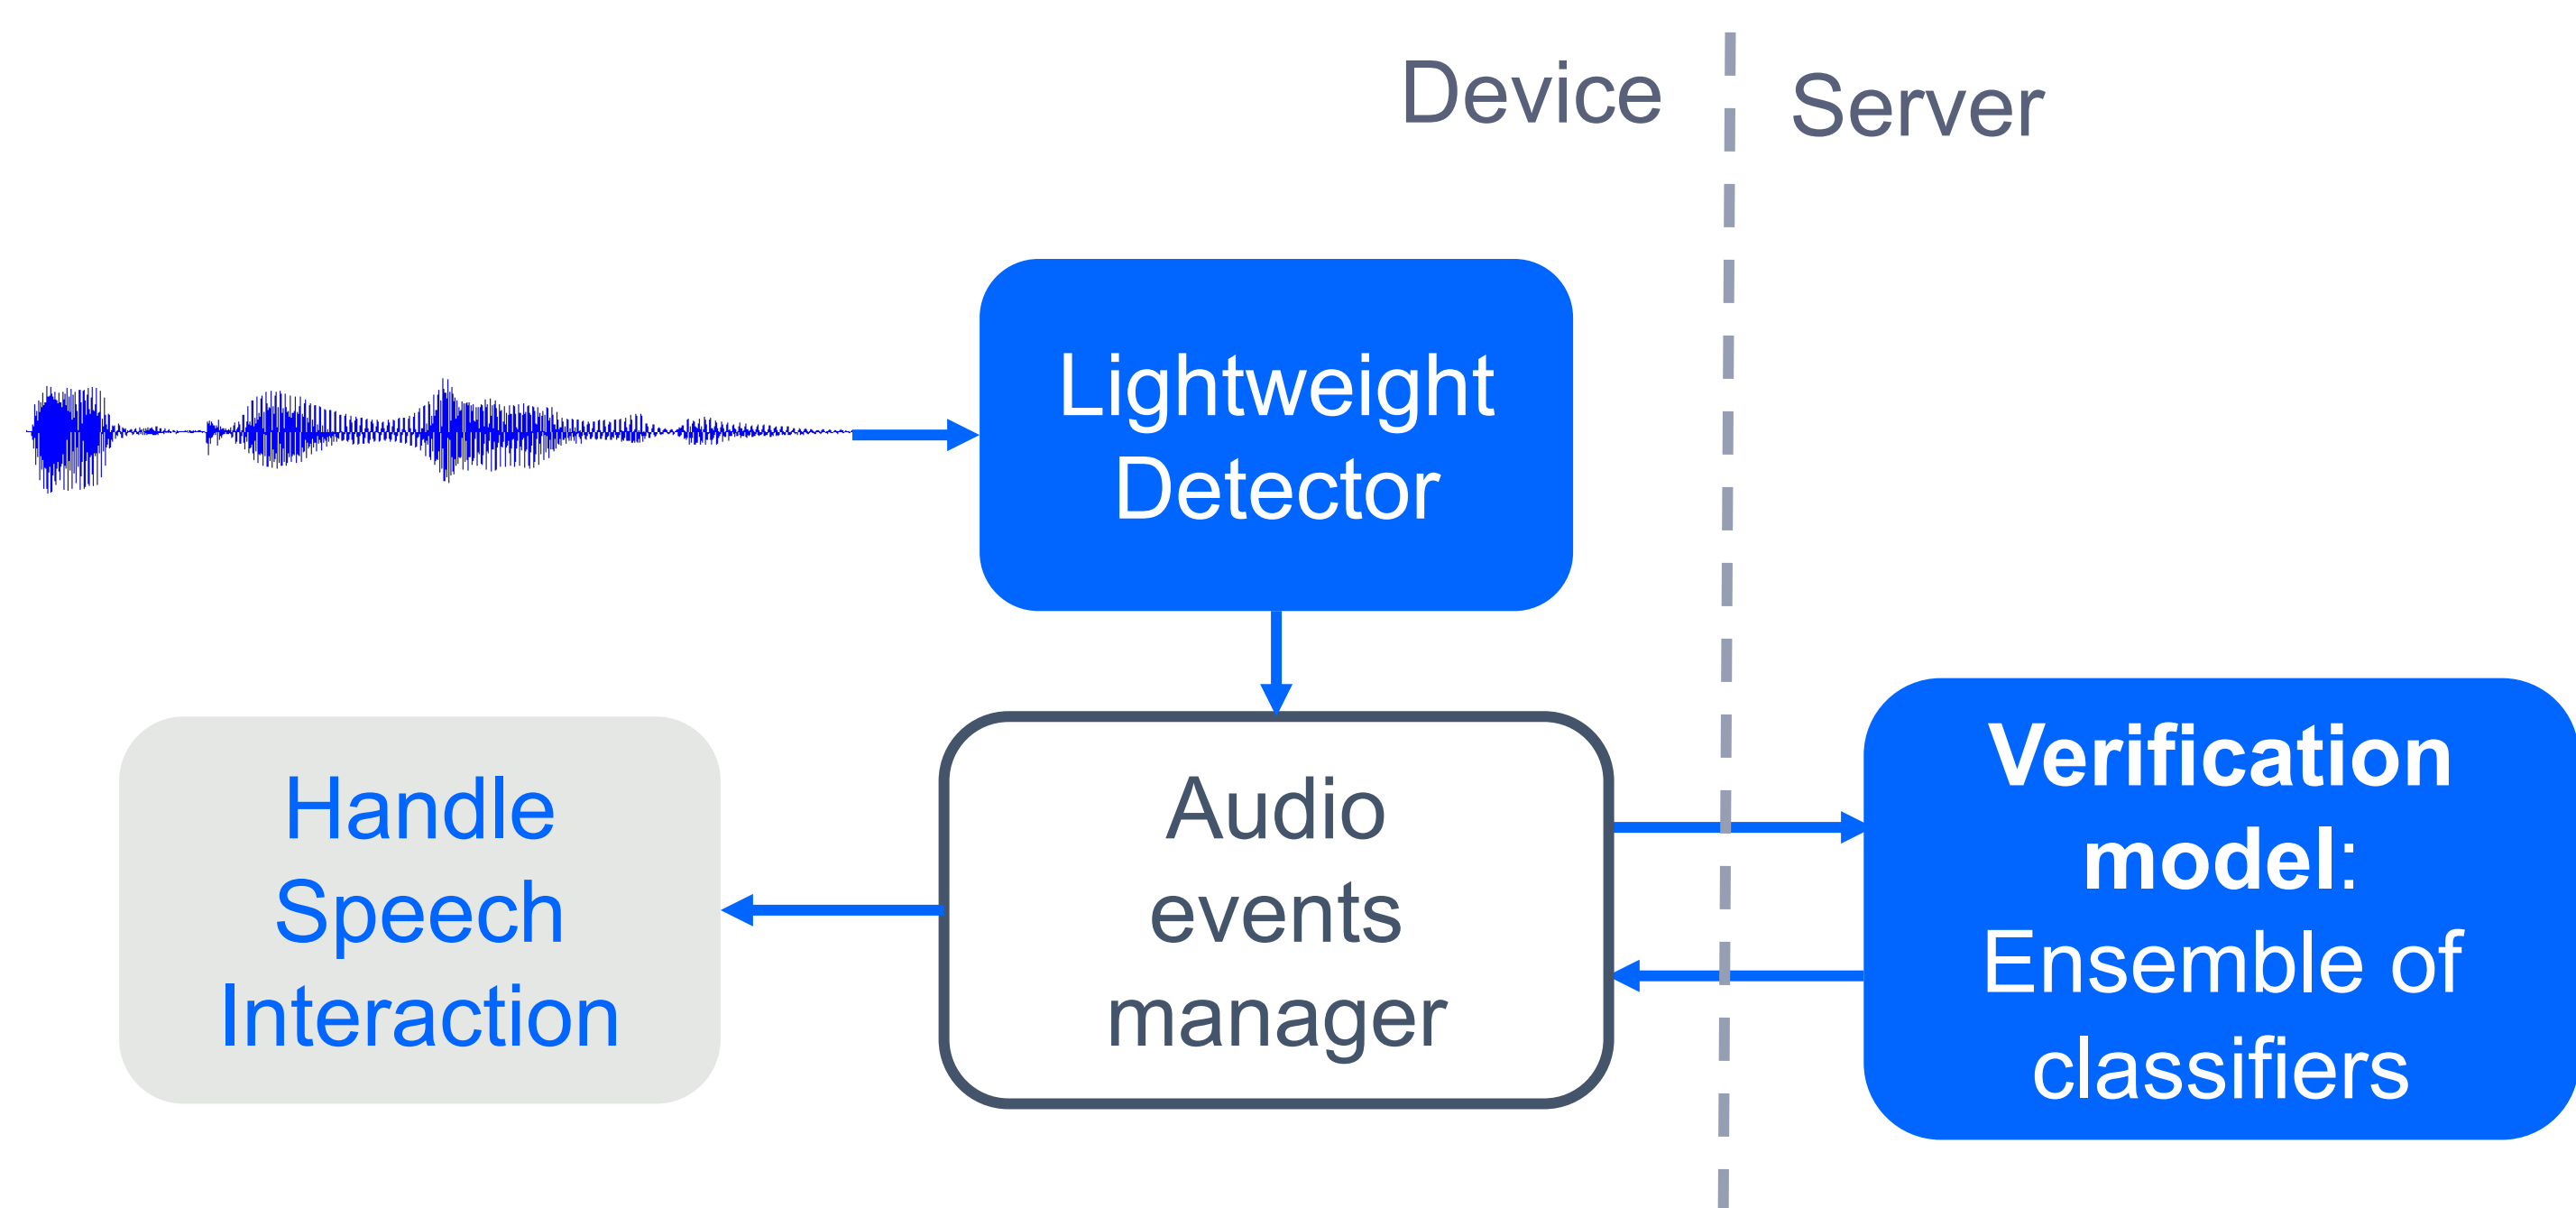 Device
Server
Lightweight
Detector
Handle
Speech
Interaction
Audio
events
manager
Verification
model:
Ensemble of
classifiers